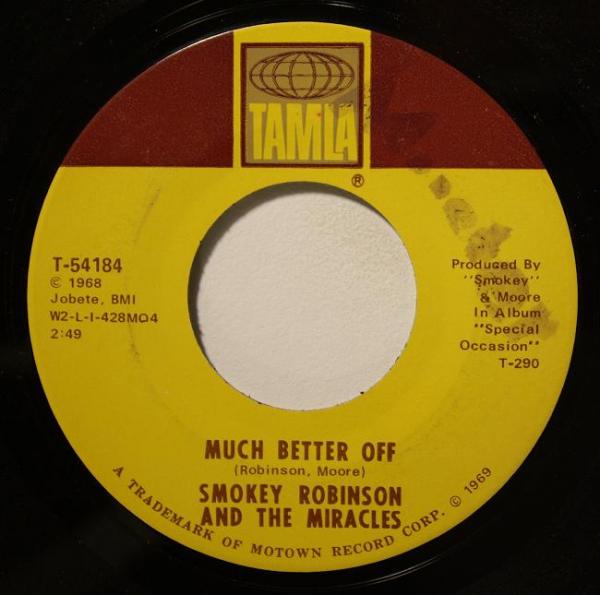 TAMLA
®
T-54184
© 1968
Jobete, BMI
W2-L-I-428MQ4
2:49
Produced By
"Smokey"
& Moore
In Album
"Special
Occasion"
T-290
MUCH BETTER OFF
(Robinson, Moore)
SMOKEY ROBINSON
AND THE MIRACLES
A TRADEMARK OF MOTOWN RECORD CORP. © 1969